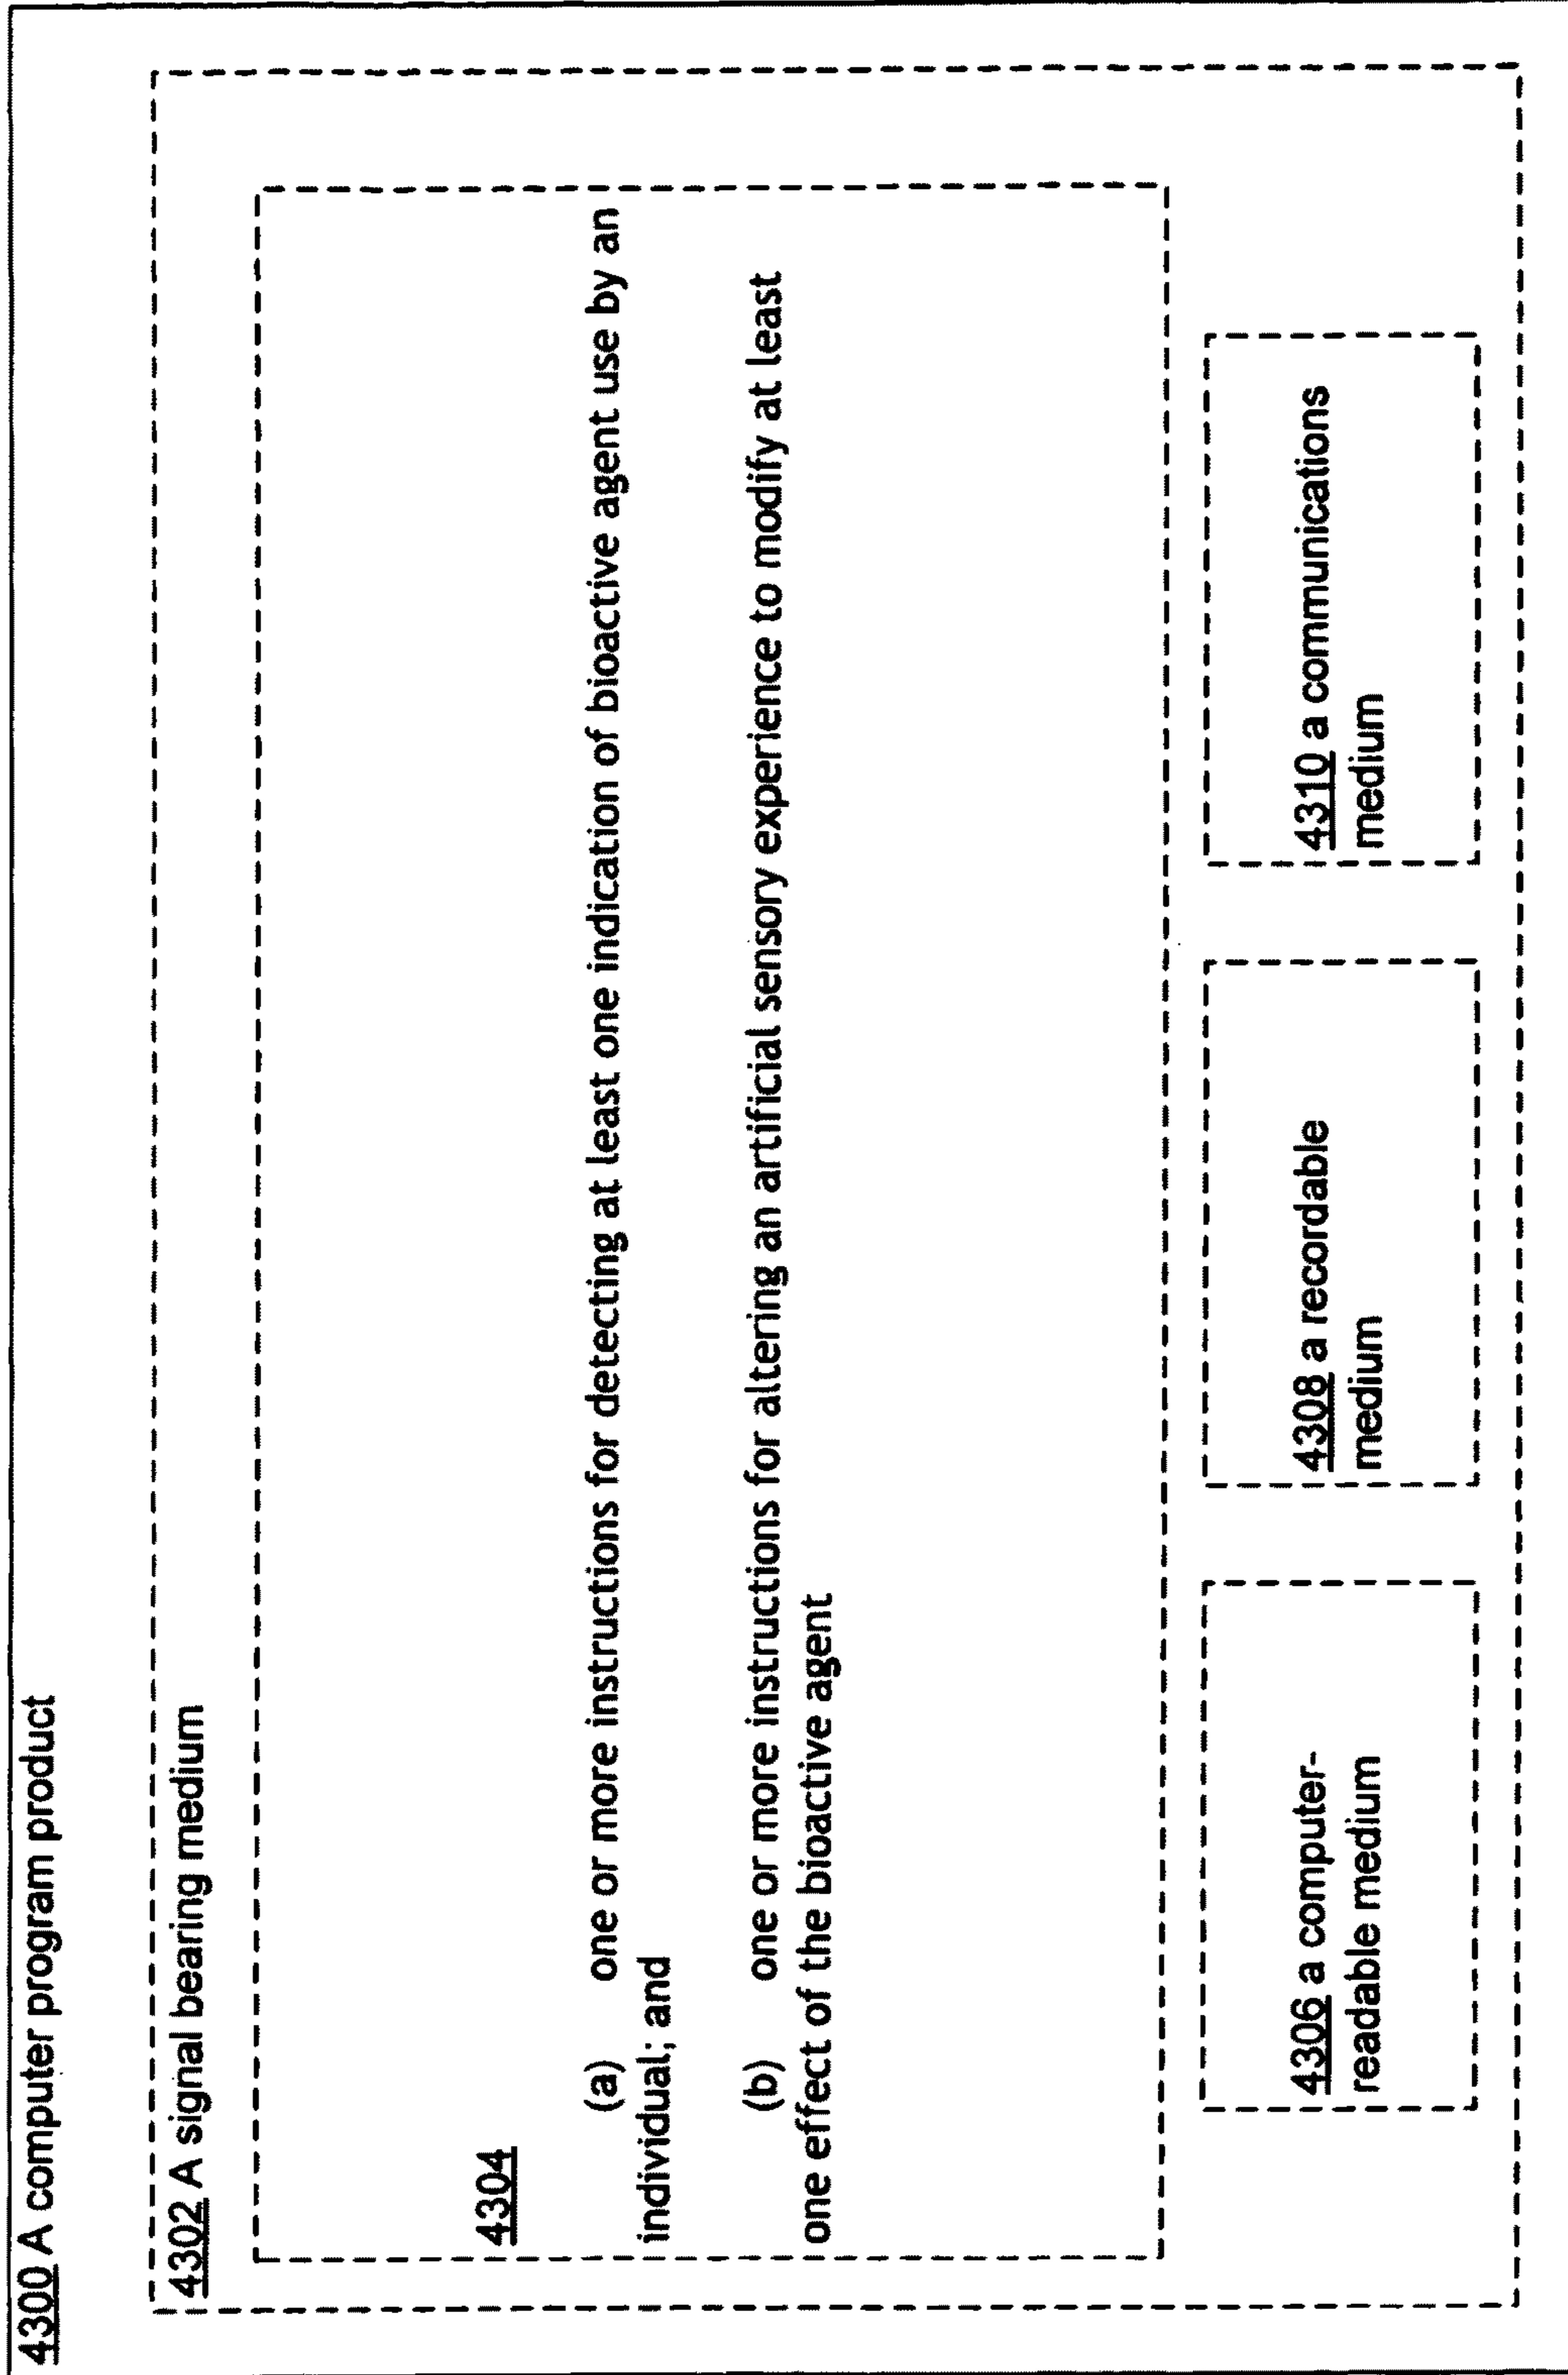 4300 A computer program product
4302 A signal bearing medium
4304
(a) one or more instructions for detecting at least one indication of bioactive agent use by an
individual; and
(b) one or more instructions for altering an artificial sensory experience to modify at least
one effect of the bioactive agent
4306 a computer-
readable medium
4308 a recordable
medium
4310 a communications
medium